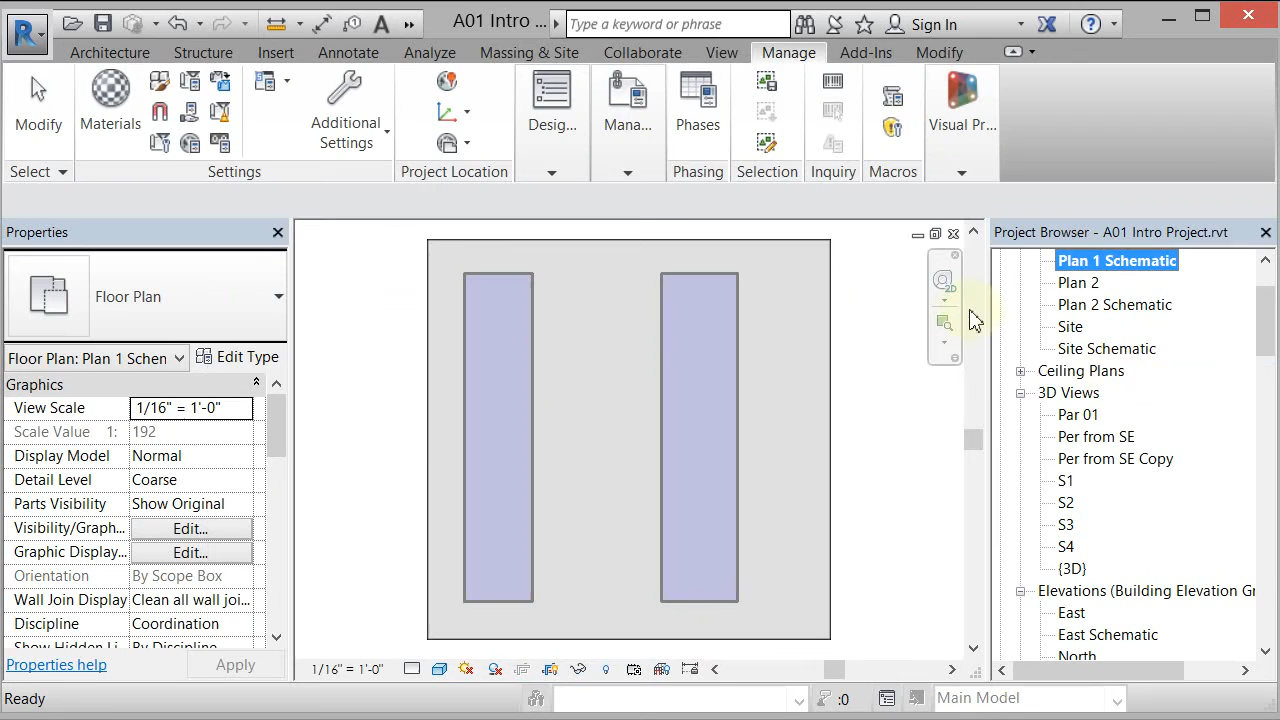 A01 Intro ...
Type a keyword or phrase
Sign In
Architecture
Structure
Insert
Annotate
Analyze
Massing & Site
Collaborate
View
Manage
Add-Ins
Modify
Modify
Materials
Additional
Settings
Desig...
Mana...
Phases
Visual Pr...
Select
Settings
Project Location
Phasing
Selection
Inquiry
Macros
Properties
Floor Plan
Floor Plan: Plan 1 Schen
Edit Type
Graphics
View Scale 1/16" = 1'-0"
Scale Value 1: 192
Display Model Normal
Detail Level Coarse
Parts Visibility Show Original
Visibility/Graph... Edit...
Graphic Display... Edit...
Orientation By Scope Box
Wall Join Display Clean all wall joi...
Discipline Coordination
Show Hidden Li... By Discipline
Properties help
Apply
2D
1/16" = 1'-0"
Project Browser - A01 Intro Project.rvt
Plan 1 Schematic
Plan 2
Plan 2 Schematic
Site
Site Schematic
Ceiling Plans
3D Views
Par 01
Per from SE
Per from SE Copy
S1
S2
S3
S4
{3D}
Elevations (Building Elevation Gr
East
East Schematic
North
Ready
:0
Main Model